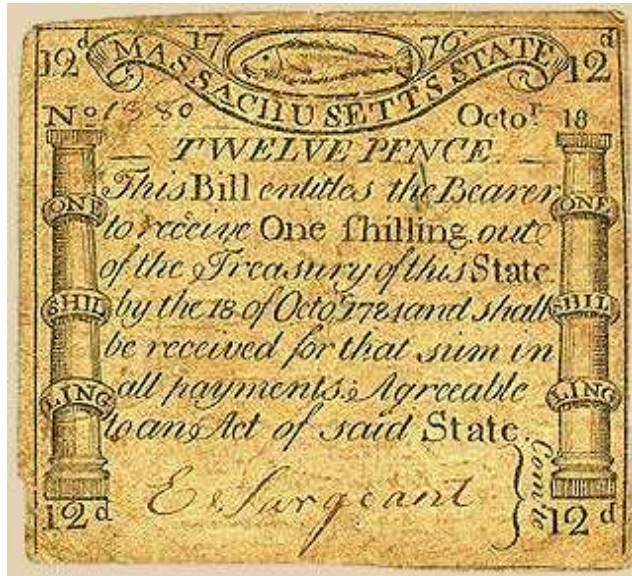 12d 17 76 12d
MASSACHUSETTS STATE
No 1380 Octor. 18
TWELVE PENCE.
This Bill entitles the Bearer
to receive One ſhilling out
of the Treasury of this State
by the 18 of Octor. 1784 and shall
be received for that sum in
all payments: Agreeable
to an Act of said State.
ONE ONE
SHIL SHIL
LING LING
E Sargeant
Comte
12d 12d